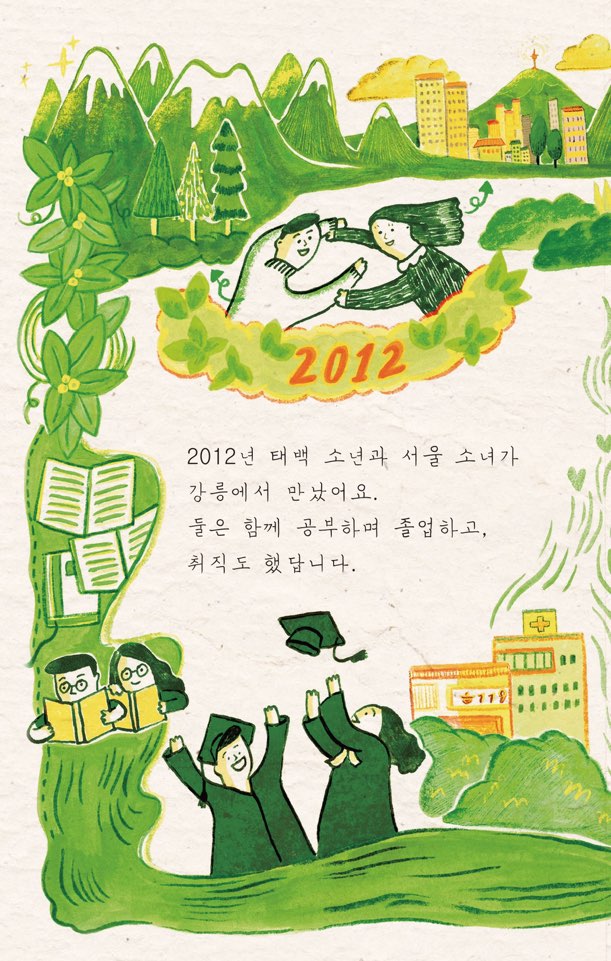 2012
2012년 태백 소년과 서울 소녀가
강릉에서 만났어요.
둘은 함께 공부하며 졸업하고,
취직도 했답니다.
119